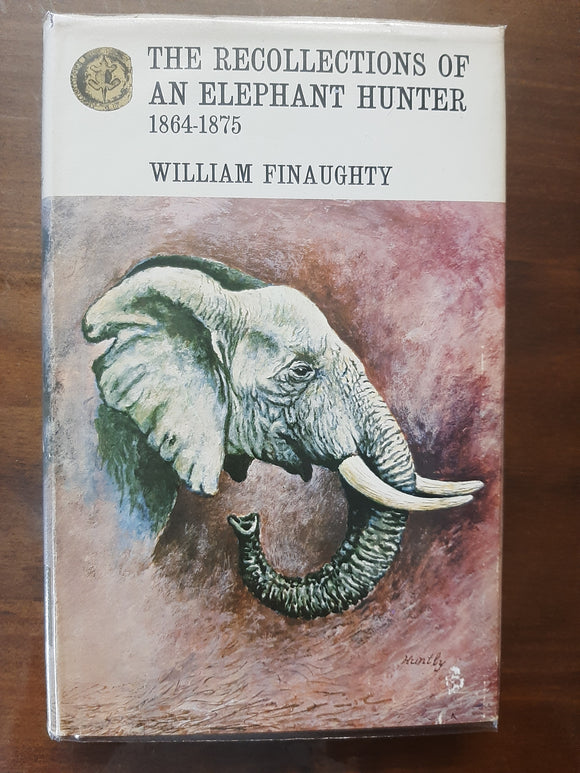 THE RECOLLECTIONS OF
AN ELEPHANT HUNTER
1864-1875
WILLIAM FINAUGHTY
Huntly